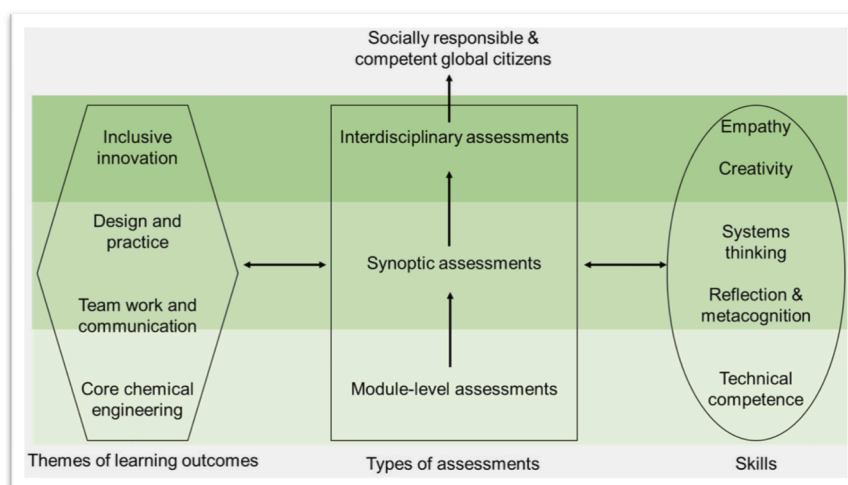 Socially responsible &
competent global citizens
Inclusive
innovation
Interdisciplinary assessments
Empathy
Creativity
Design and
practice
Synoptic assessments
Systems
thinking
Team work and
communication
Reflection &
metacognition
Core chemical
engineering
Module-level assessments
Technical
competence
Themes of learning outcomes
Types of assessments
Skills